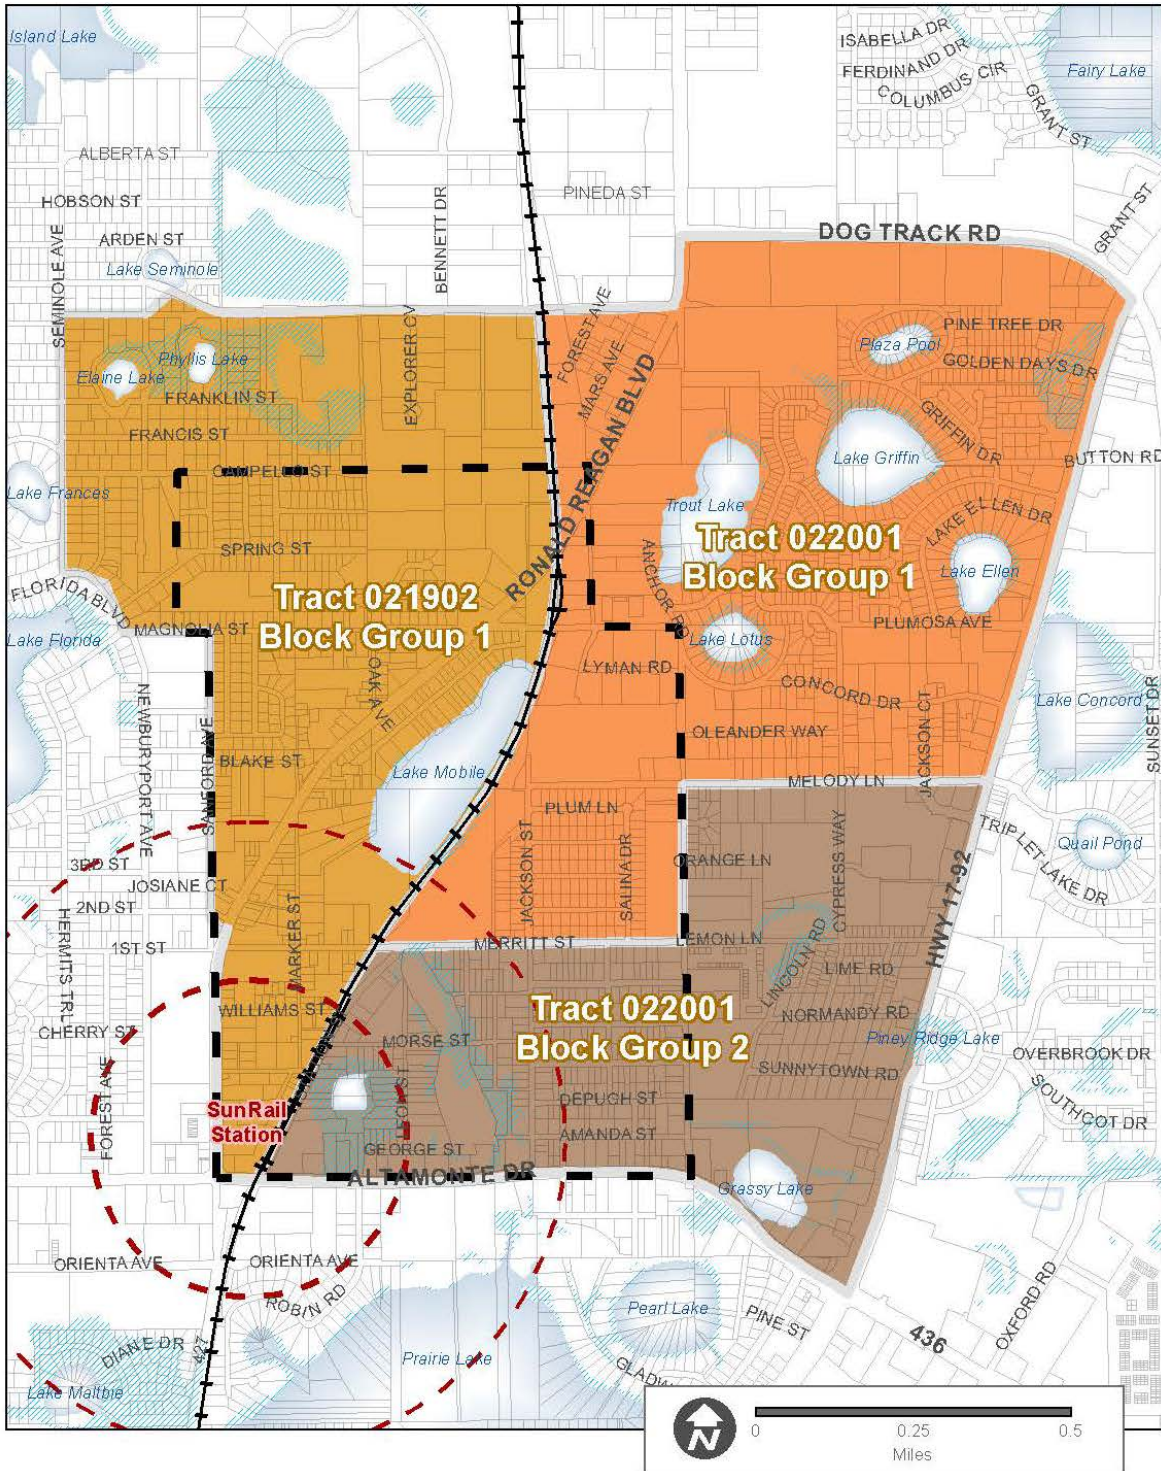 Island Lake
ISABELLA DR
FERDINAND DR
COLUMBUS CIR
Fairy Lake
GRANT ST
ALBERTA ST
HOBSON ST
ARDEN ST
SEMINOLE AVE
Lake Seminole
BENNETT DR
PINEDA ST
DOG TRACK RD
GRANT ST
Phyllis Lake
Elaine Lake
FRANKLIN ST
FRANCIS ST
EXPLORER CV
FOREST AVE
MARS AVE
RONALD REAGAN BLVD
PINE TREE DR
Plaza Pool
GOLDEN DAYS DR
GRIFFIN DR
Lake Griffin
BUTTON RD
CAMPELLO ST
Lake Frances
Trout Lake
LAKE ELLEN DR
SPRING ST
Tract 022001
Block Group 1
ANCHOR RD
Lake Ellen
FLORIDA BLVD
Tract 021902
Block Group 1
MAGNOLIA ST
PLUMOSA AVE
Lake Florida
Lake Lotus
LYMAN RD
OAK AVE
CONCORD DR
NEWBURYPORT AVE
SANFORD AVE
Lake Concord
SUNSET DR
OLEANDER WAY
JACKSON CT
BLAKE ST
Lake Mobile
MELODY LN
PLUM LN
TRIPLET LAKE DR
Quail Pond
3RD ST
JOSIANE CT
2ND ST
1ST ST
HERMITS TRL
MARKER ST
JACKSON ST
SALINA DR
ORANGE LN
CYPRESS WAY
HWY 17-92
MERRITT ST
LEMON LN
LINCOLN RD
LIME RD
WILLIAMS ST
Tract 022001
Block Group 2
NORMANDY RD
CHERRY ST
MORSE ST
Piney Ridge Lake
OVERBROOK DR
SUNNYTOWN RD
SOUTHCOT DR
FOREST AVE
SunRail
Station
LEOMIST
DEPUGH ST
AMANDA ST
GEORGE ST
ALTAMONTE DR
Grassy Lake
ORIENTA AVE
ORIENTA AVE
ROBIN RD
Pearl Lake
PINE ST
436
OXFORD RD
DIANE DR
427
Prairie Lake
Lake Maltbie
N
0
0.25
0.5
Miles